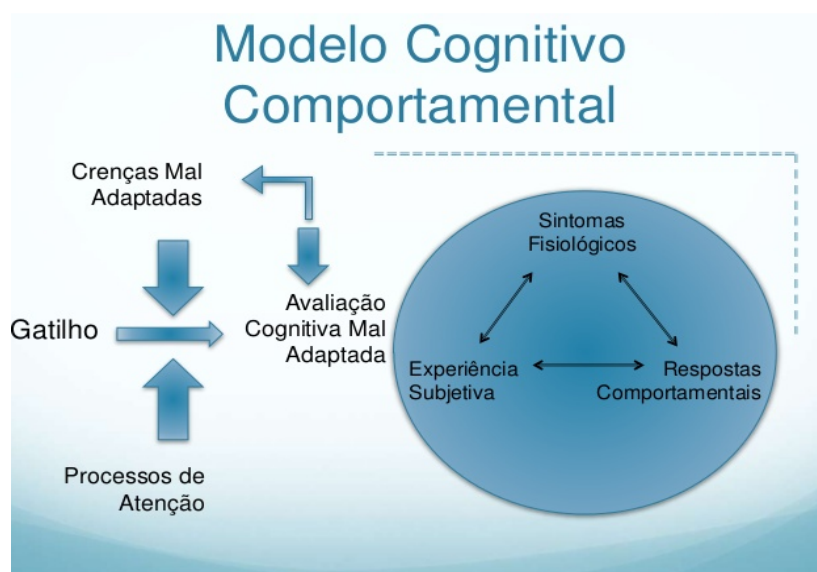 Modelo Cognitivo
Comportamental
Crenças Mal
Adaptadas
Gatilho
Avaliação
Cognitiva Mal
Adaptada
Processos de
Atenção
Sintomas
Fisiológicos
Experiência
Subjetiva
Respostas
Comportamentais